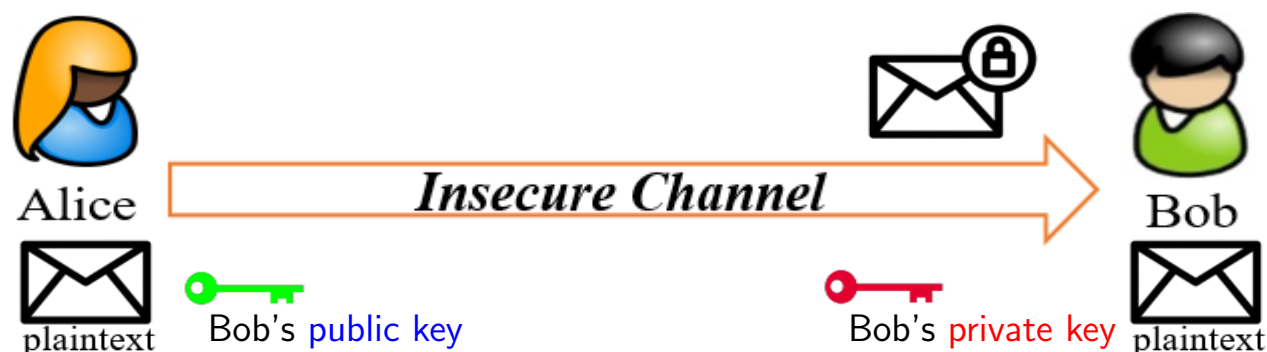 Insecure Channel
Alice
Bob
plaintext
Bob's public key
Bob's private key
plaintext